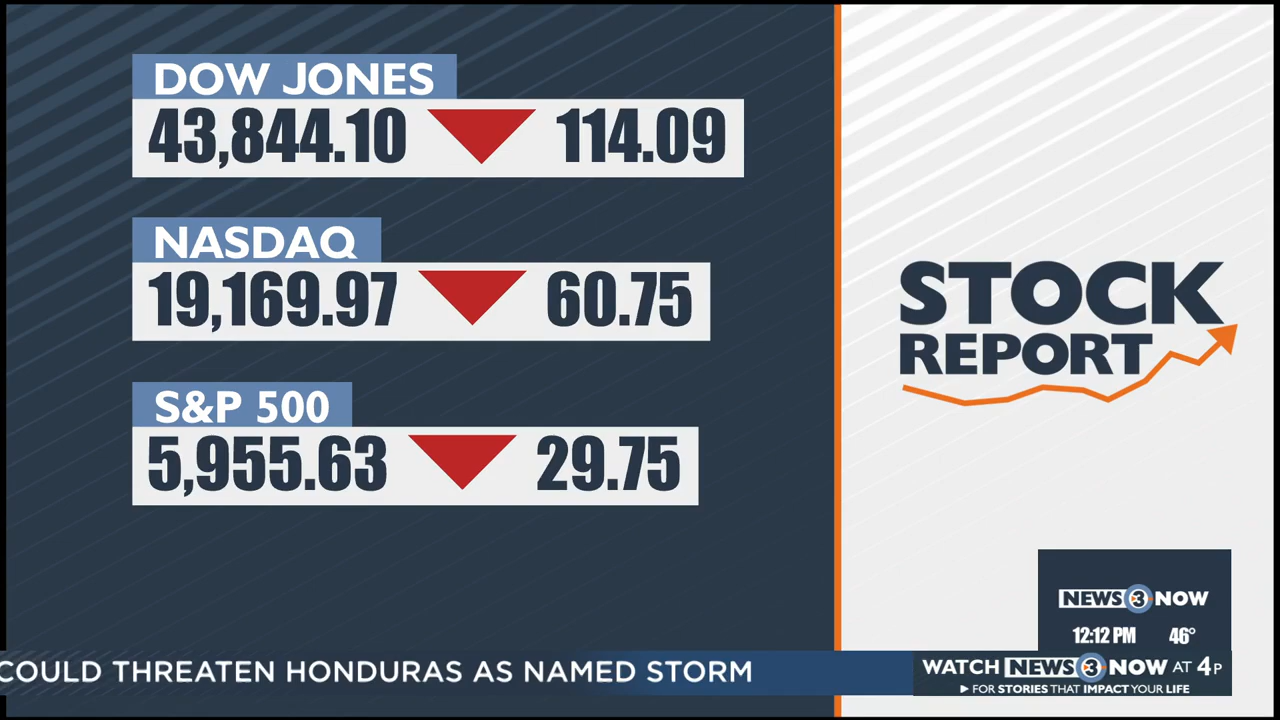 DOW JONES
43,844.10 114.09
NASDAQ
19,169.97 60.75
S&P 500
5,955.63 29.75
STOCK
REPORT
NEWS 3 NOW
12:12 PM 46°
COULD THREATEN HONDURAS AS NAMED STORM
WATCH NEWS 3 NOW AT 4P
FOR STORIES THAT IMPACT YOUR LIFE